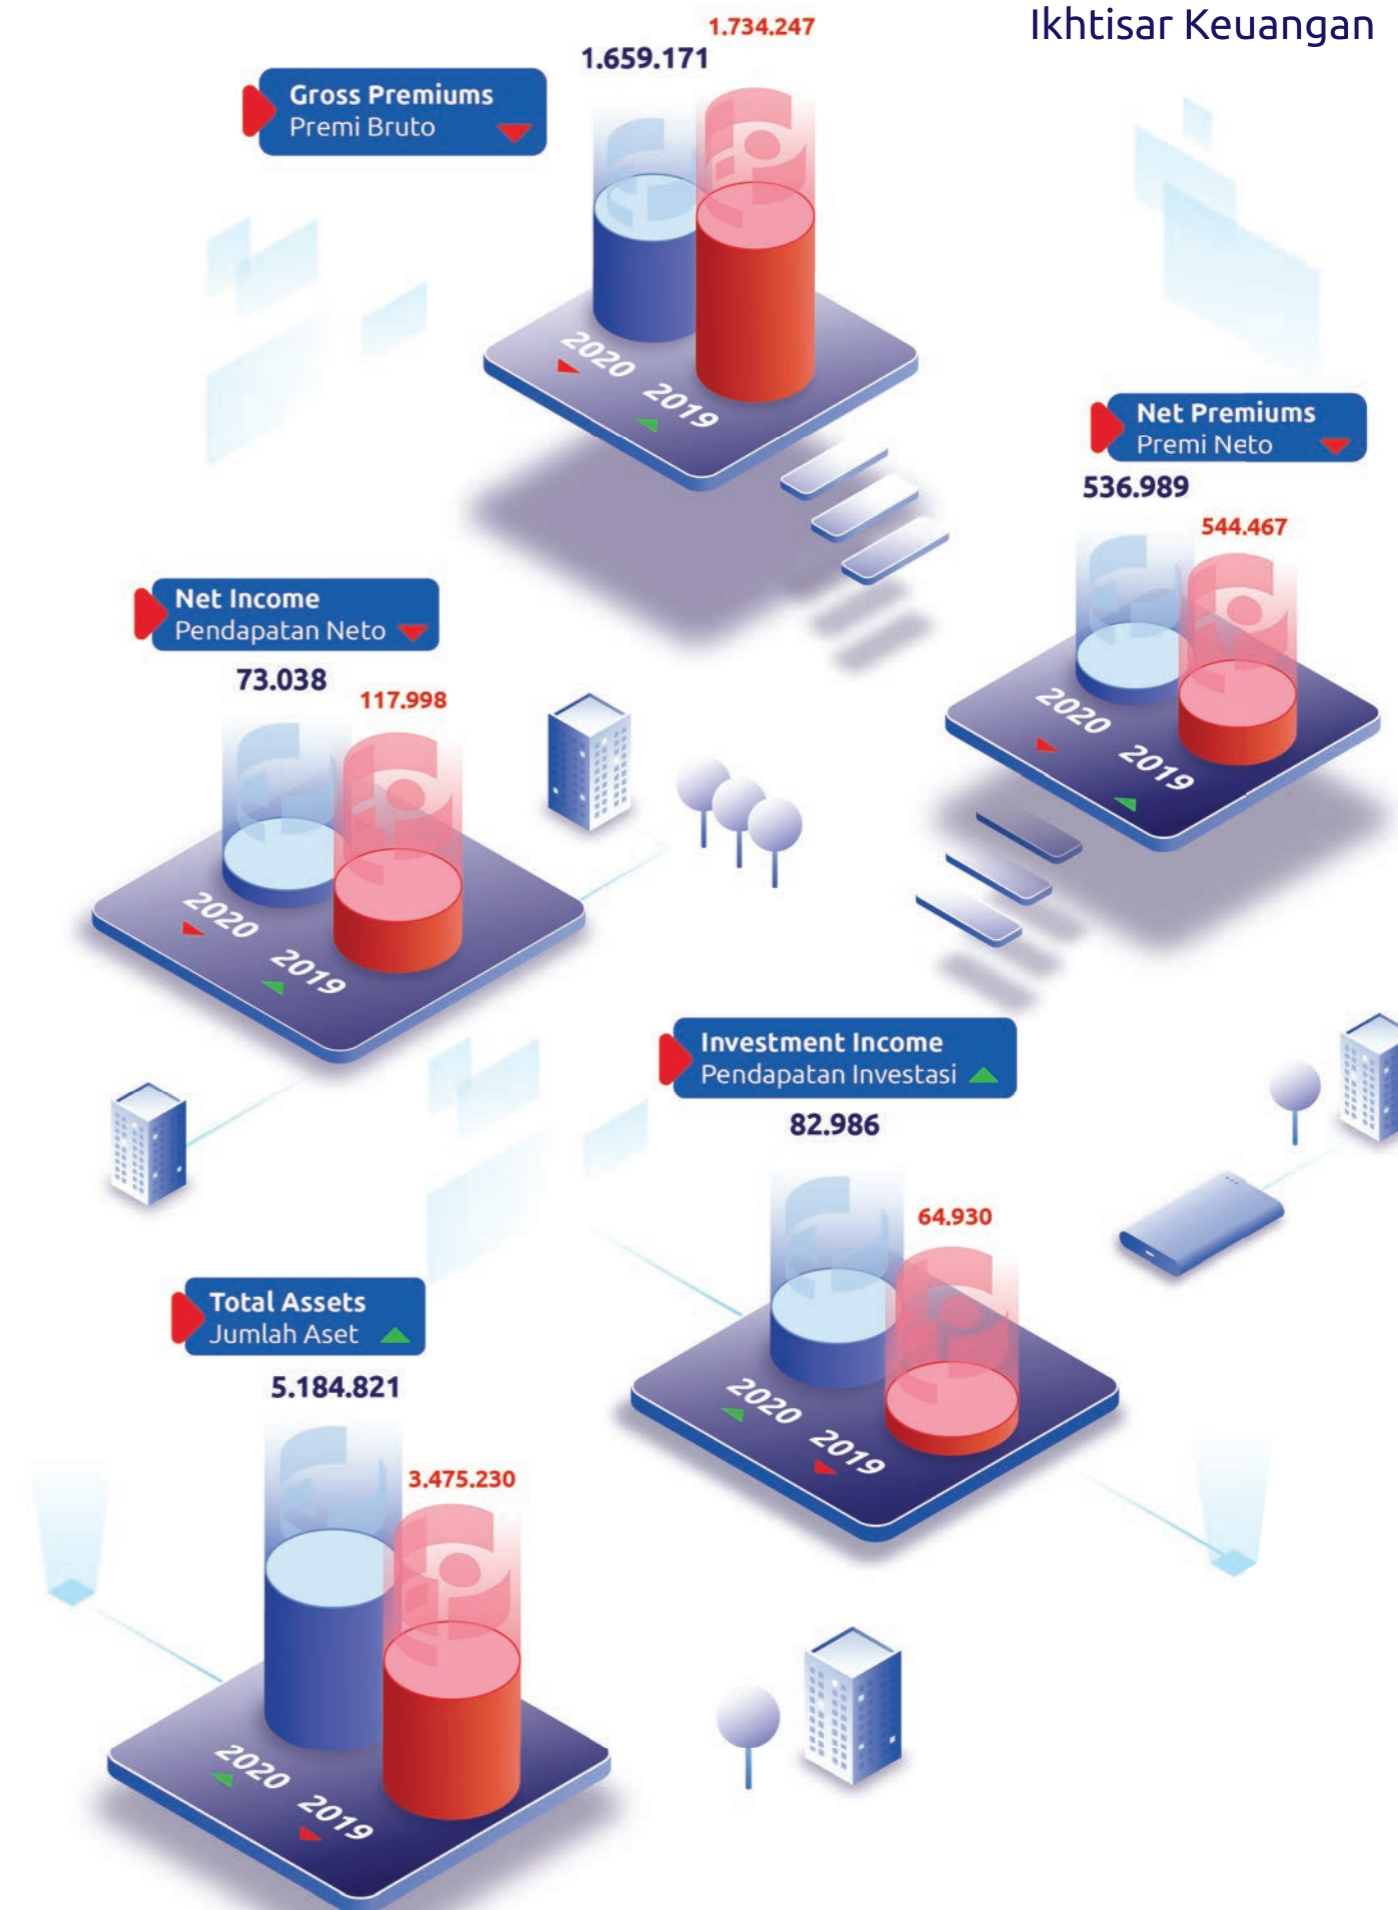 Ikhtisar Keuangan
Gross Premiums
Premi Bruto
1.659.171
1.734.247
2020
2019
Net Premiums
Premi Neto
536.989
544.467
2020
2019
Net Income
Pendapatan Neto
73.038
117.998
2020
2019
Investment Income
Pendapatan Investasi
82.986
64.930
2020
2019
Total Assets
Jumlah Aset
5.184.821
3.475.230
2020
2019